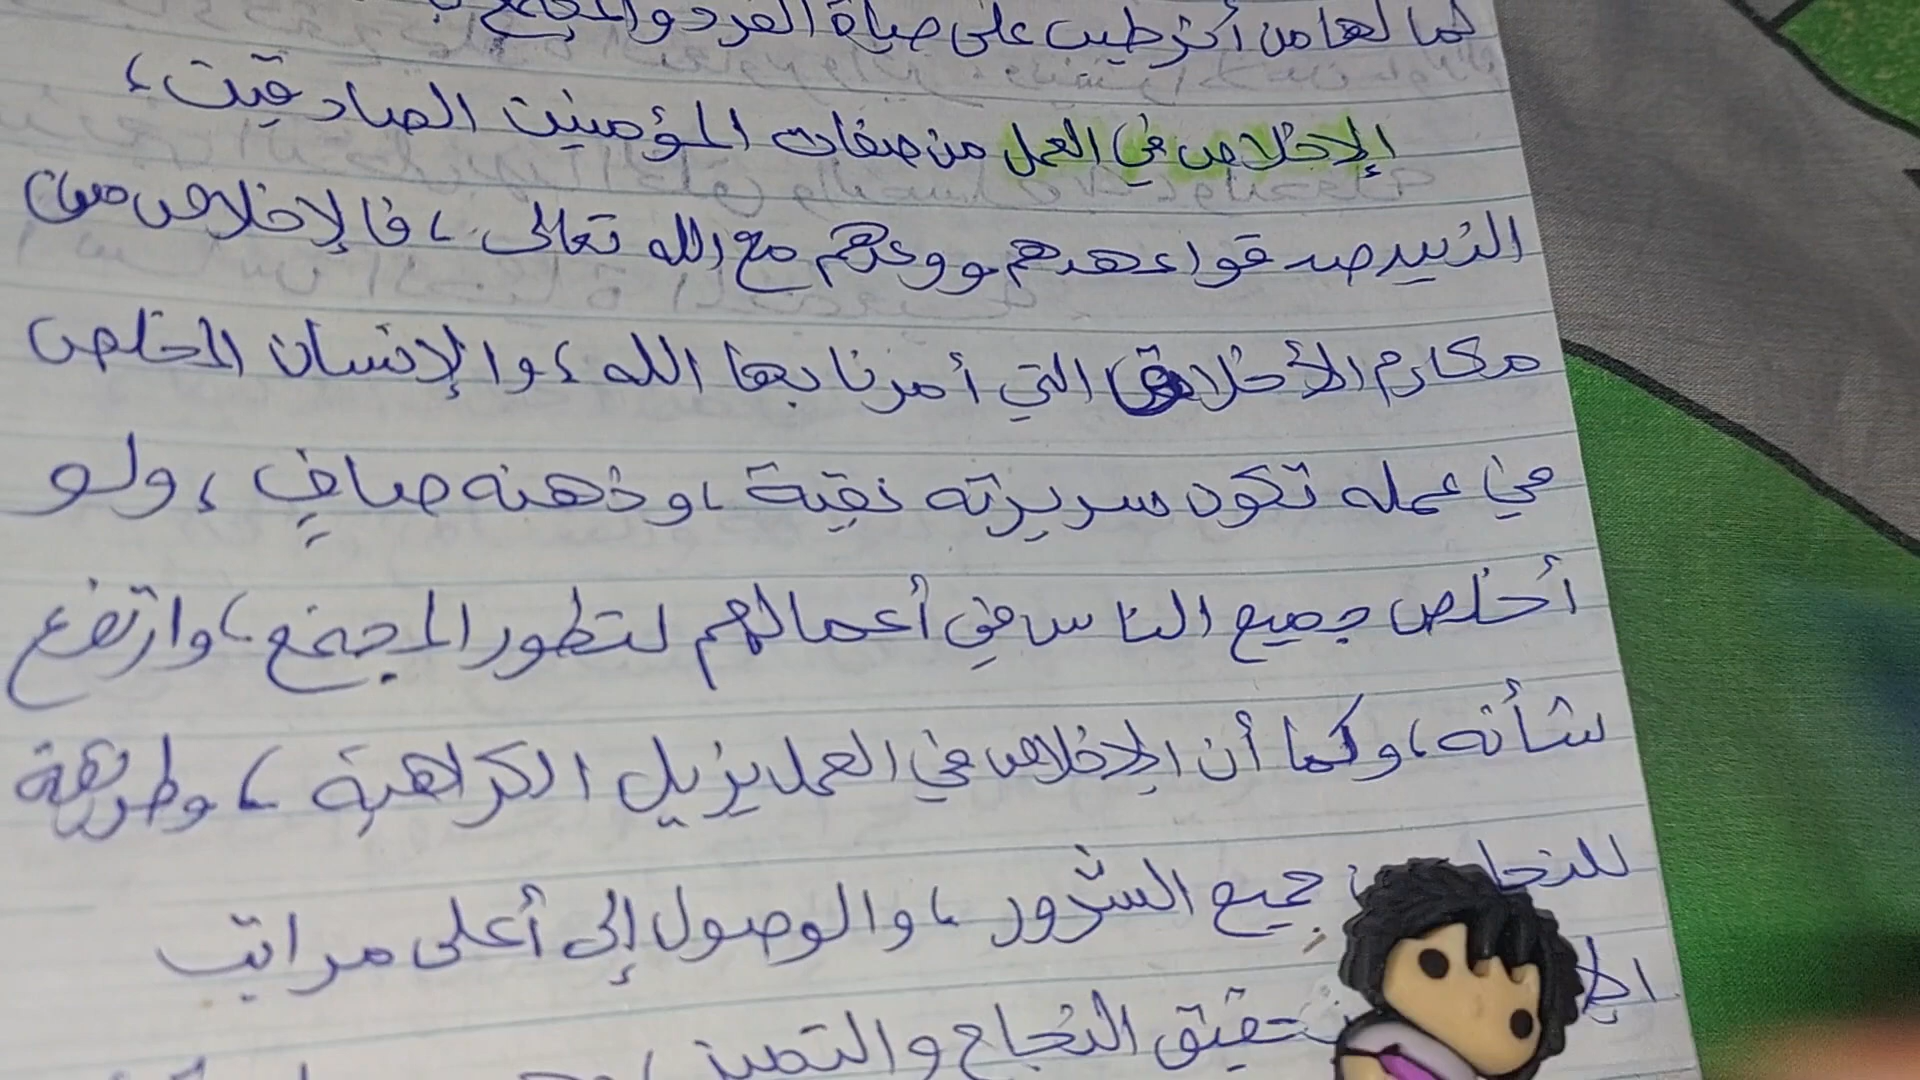 لما لها من أثر طيب على حياة الفرد والمجتمع
الإخلاص في العمل من صفات المؤمنين الصادقين،
الذين صدقوا عهدهم ووعدهم مع الله تعالى، فالإخلاص من
مكارم الأخلاق التي أمرنا بها الله، والإنسان المخلص
في عمله تكون سريرته نقية، وذهنه صافٍ، ولو
أخلص جميع الناس في أعمالهم لتطور المجتمع، وارتفع
شأنه، وكما أن الإخلاص في العمل يزيل الكراهية، وطريقة
جميع الشرور، والوصول إلى أعلى مراتب
تحقيق النجاح والتميز